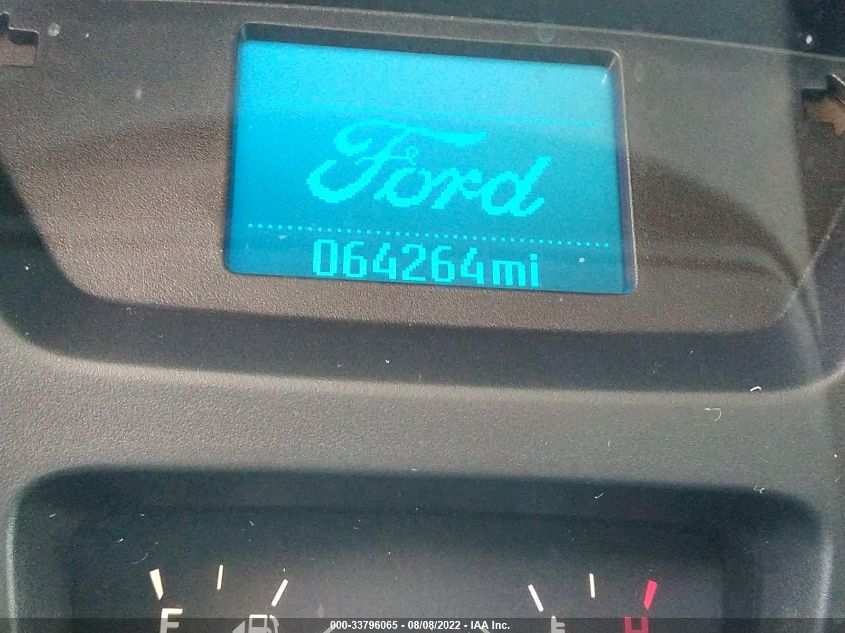 Ford
064264mi
F H
000-33796065 - 08/08/2022 - IAA Inc.